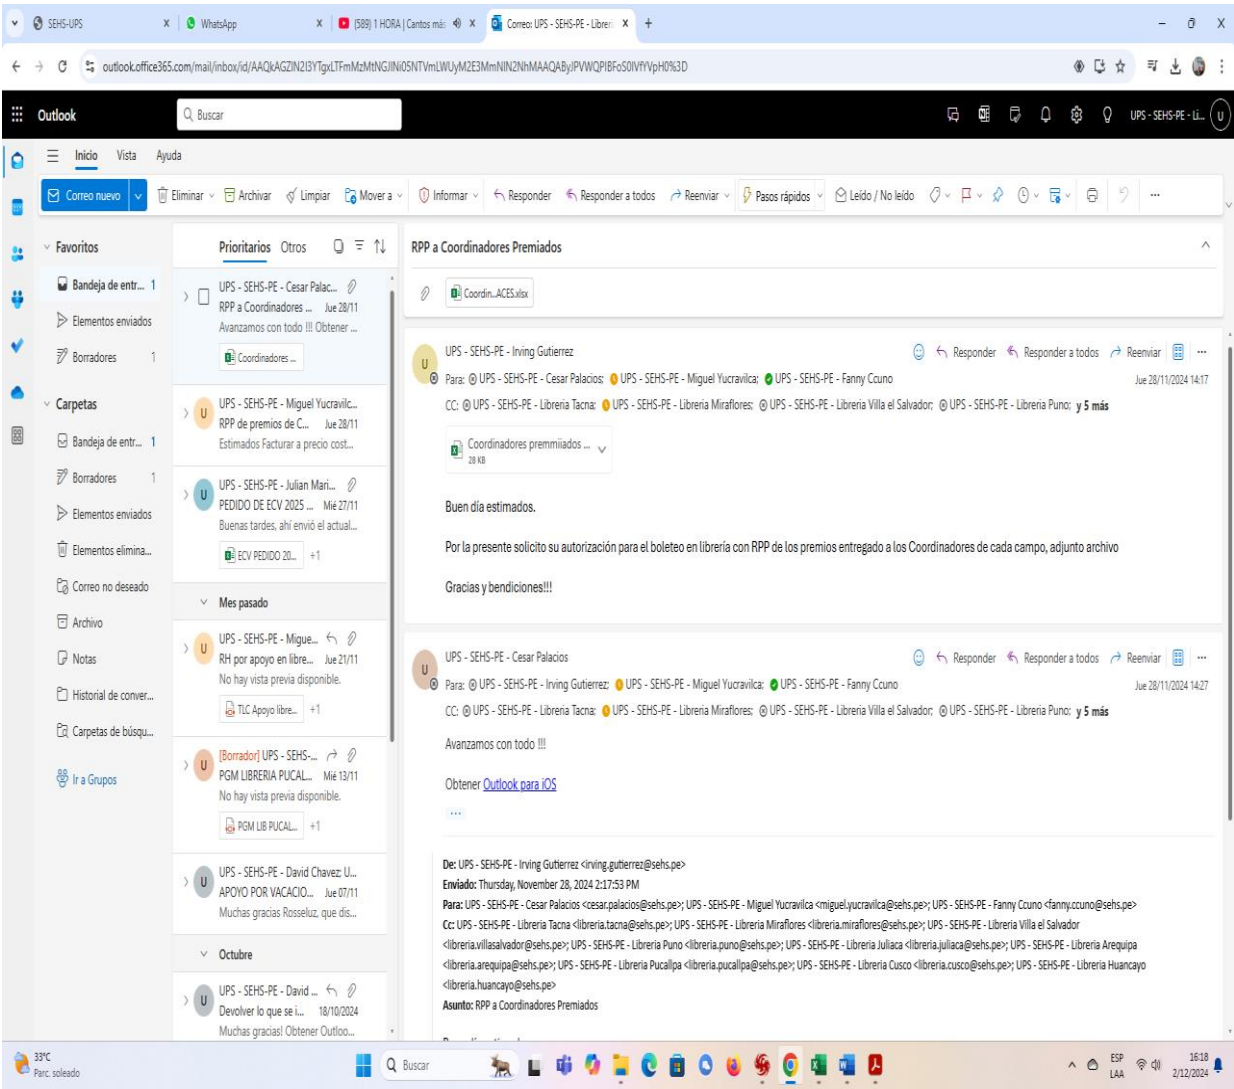 SEHS-UPS
WhatsApp
(589) 1 HORA | Cantos más
Correo: UPS - SEHS-PE - Libreri
outlook.office365.com/mail/inbox/id/
Outlook
Buscar
UPS - SEHS-PE - Li...
U
Inicio Vista Ayuda
Correo nuevo Eliminar Archivar Limpiar Mover a Informar Responder Responder a todos Reenviar Pasos rápidos Leído / No leído
Favoritos
Bandeja de entr... 1
Elementos enviados
Borradores 1
Carpetas
Bandeja de entr... 1
Borradores 1
Elementos enviados
Elementos elimina...
Correo no deseado
Archivo
Notas
Historial de conver...
Carpetas de búsqu...
Ir a Grupos
Prioritarios Otros
UPS - SEHS-PE - Cesar Palac...
RPP a Coordinadores ... Jue 28/11
Avanzamos con todo !!! Obtener ...
Coordinadores ...
U
UPS - SEHS-PE - Miguel Yucravilc...
RPP de premios de C... Jue 28/11
Estimados Facturar a precio cost...
U
UPS - SEHS-PE - Julian Mari...
PEDIDO DE ECV 2025 ... Mié 27/11
Buenas tardes, ahí envió el actual...
ECV PEDIDO 20... +1
Mes pasado
U
UPS - SEHS-PE - Migue...
RH por apoyo en libre... Jue 21/11
No hay vista previa disponible.
TLC Apoyo libre... +1
U
[Borrador] UPS - SEHS-...
PGM LIBRERIA PUCAL... Mié 13/11
No hay vista previa disponible.
PGM LIB PUCAL... +1
U
UPS - SEHS-PE - David Chavez; U...
APOYO POR VACACIO... Jue 07/11
Muchas gracias Rosseluz, que dis...
Octubre
U
UPS - SEHS-PE - David ...
Devolver lo que se i... 18/10/2024
Muchas gracias! Obtener Outloo...
RPP a Coordinadores Premiados
Coordin...ACES.xlsx
U
UPS - SEHS-PE - Irving Gutierrez
Responder Responder a todos Reenviar
Para: UPS - SEHS-PE - Cesar Palacios; UPS - SEHS-PE - Miguel Yucravilca; UPS - SEHS-PE - Fanny Ccuno
Jue 28/11/2024 14:17
CC: UPS - SEHS-PE - Libreria Tacna; UPS - SEHS-PE - Libreria Miraflores; UPS - SEHS-PE - Libreria Villa el Salvador; UPS - SEHS-PE - Libreria Puno; y 5 más
Coordinadores premmiiados ...
28 KB
Buen día estimados.
Por la presente solicito su autorización para el boleteo en librería con RPP de los premios entregado a los Coordinadores de cada campo, adjunto archivo
Gracias y bendiciones!!!
U
UPS - SEHS-PE - Cesar Palacios
Responder Responder a todos Reenviar
Para: UPS - SEHS-PE - Irving Gutierrez; UPS - SEHS-PE - Miguel Yucravilca; UPS - SEHS-PE - Fanny Ccuno
Jue 28/11/2024 14:27
CC: UPS - SEHS-PE - Libreria Tacna; UPS - SEHS-PE - Libreria Miraflores; UPS - SEHS-PE - Libreria Villa el Salvador; UPS - SEHS-PE - Libreria Puno; y 5 más
Avanzamos con todo !!!
Obtener Outlook para iOS
De: UPS - SEHS-PE - Irving Gutierrez <irving.gutierrez@sehs.pe>
Enviado: Thursday, November 28, 2024 2:17:53 PM
Para: UPS - SEHS-PE - Cesar Palacios <cesar.palacios@sehs.pe>; UPS - SEHS-PE - Miguel Yucravilca <miguel.yucravilca@sehs.pe>; UPS - SEHS-PE - Fanny Ccuno <fanny.ccuno@sehs.pe>
Cc: UPS - SEHS-PE - Libreria Tacna <libreria.tacna@sehs.pe>; UPS - SEHS-PE - Libreria Miraflores <libreria.miraflores@sehs.pe>; UPS - SEHS-PE - Libreria Villa el Salvador
<libreria.villasalvador@sehs.pe>; UPS - SEHS-PE - Libreria Puno <libreria.puno@sehs.pe>; UPS - SEHS-PE - Libreria Juliaca <libreria.juliaca@sehs.pe>; UPS - SEHS-PE - Libreria Arequipa
<libreria.arequipa@sehs.pe>; UPS - SEHS-PE - Libreria Pucallpa <libreria.pucallpa@sehs.pe>; UPS - SEHS-PE - Libreria Cusco <libreria.cusco@sehs.pe>; UPS - SEHS-PE - Libreria Huancayo
<libreria.huancayo@sehs.pe>
Asunto: RPP a Coordinadores Premiados
33°C
Parc. soleado
Buscar
ESP
LAA
16:18
2/12/2024